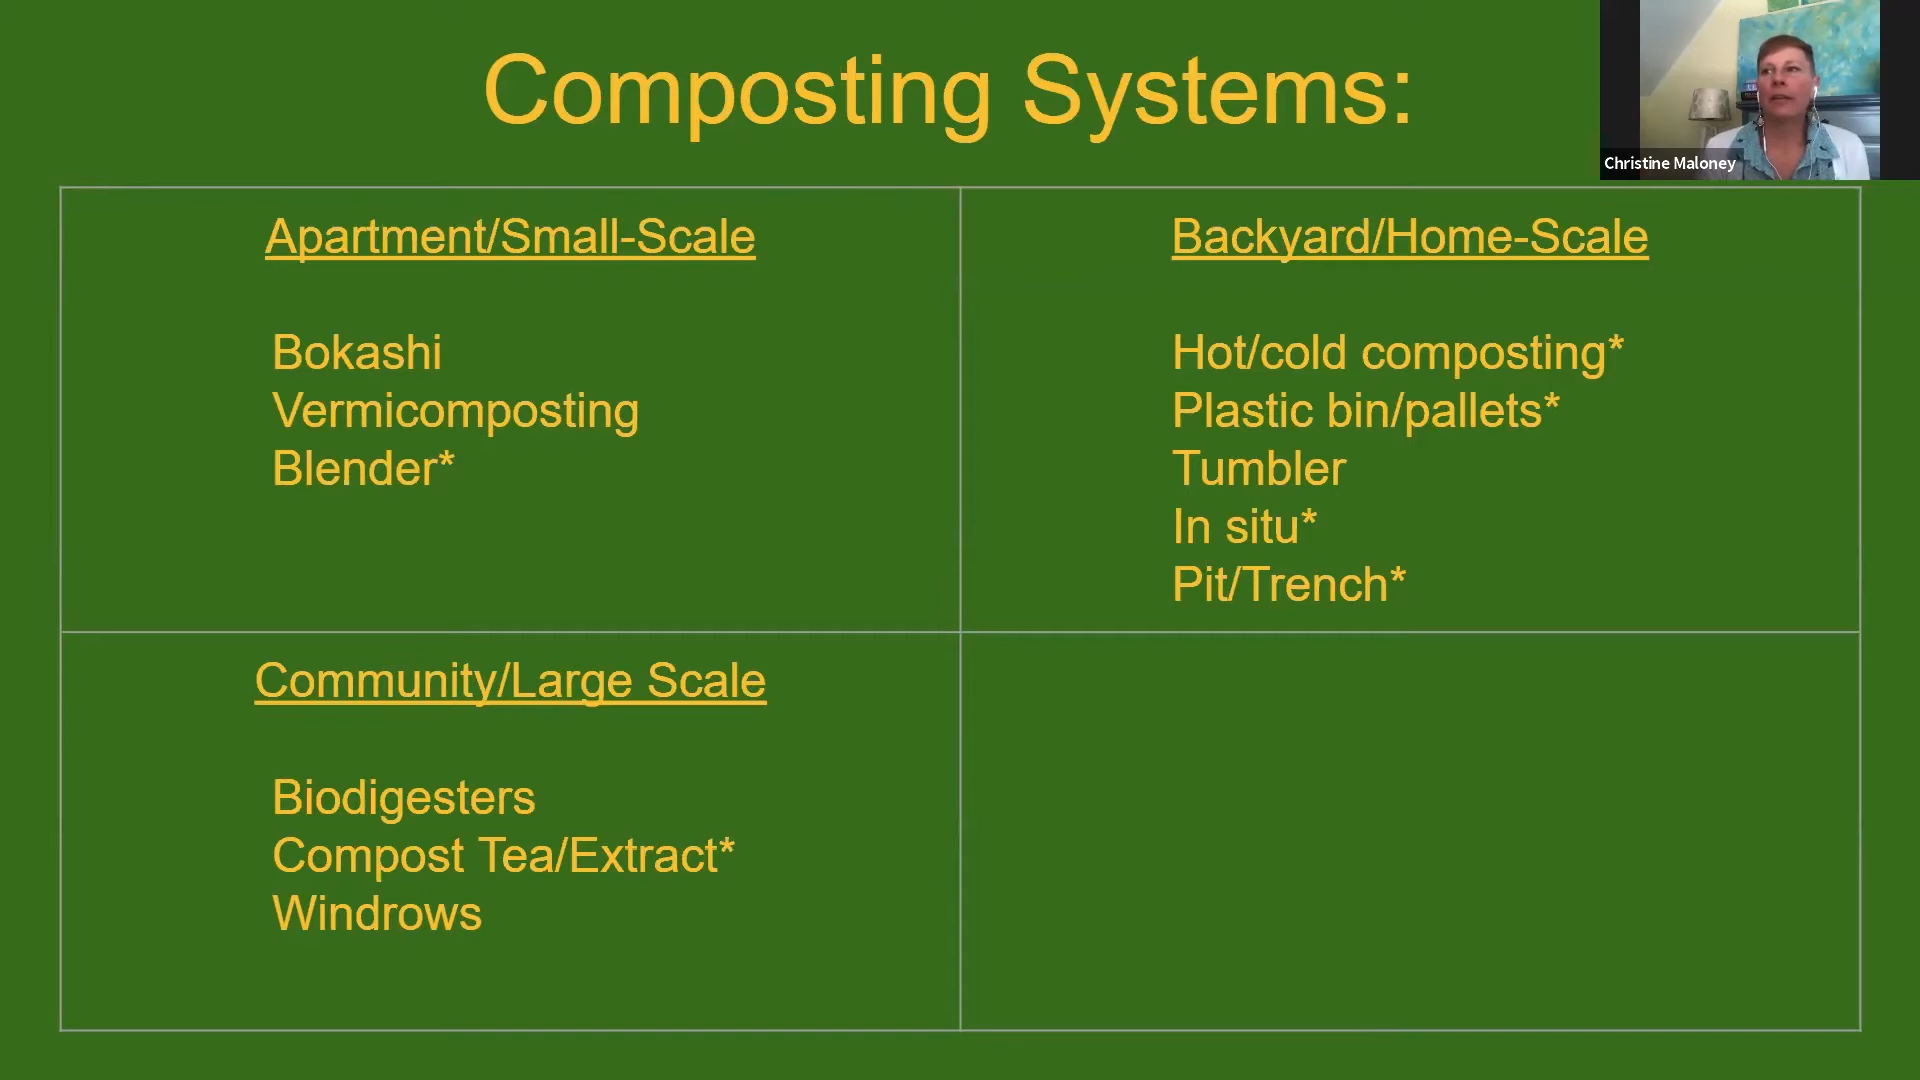 Composting Systems:
Christine Maloney
Apartment/Small-Scale
Bokashi
Vermicomposting
Blender*
Backyard/Home-Scale
Hot/cold composting*
Plastic bin/pallets*
Tumbler
In situ*
Pit/Trench*
Community/Large Scale
Biodigesters
Compost Tea/Extract*
Windrows